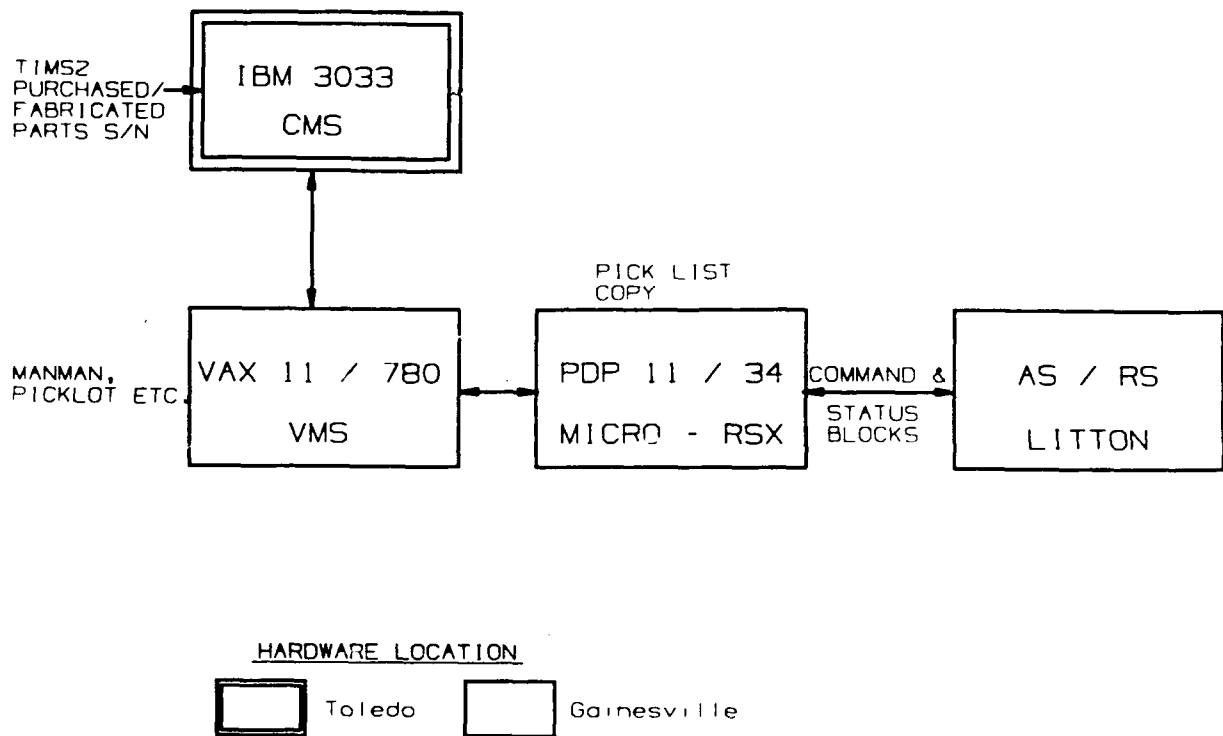 TIMS2
PURCHASED/
FABRICATED
PARTS S/N
IBM 3033
CMS
PICK LIST
COPY
MANMAN,
PICKLOT ETC.
VAX 11 / 780
VMS
PDP 11 / 34
MICRO - RSX
COMMAND &
STATUS
BLOCKS
AS / RS
LITTON
HARDWARE LOCATION
Toledo
Gainesville